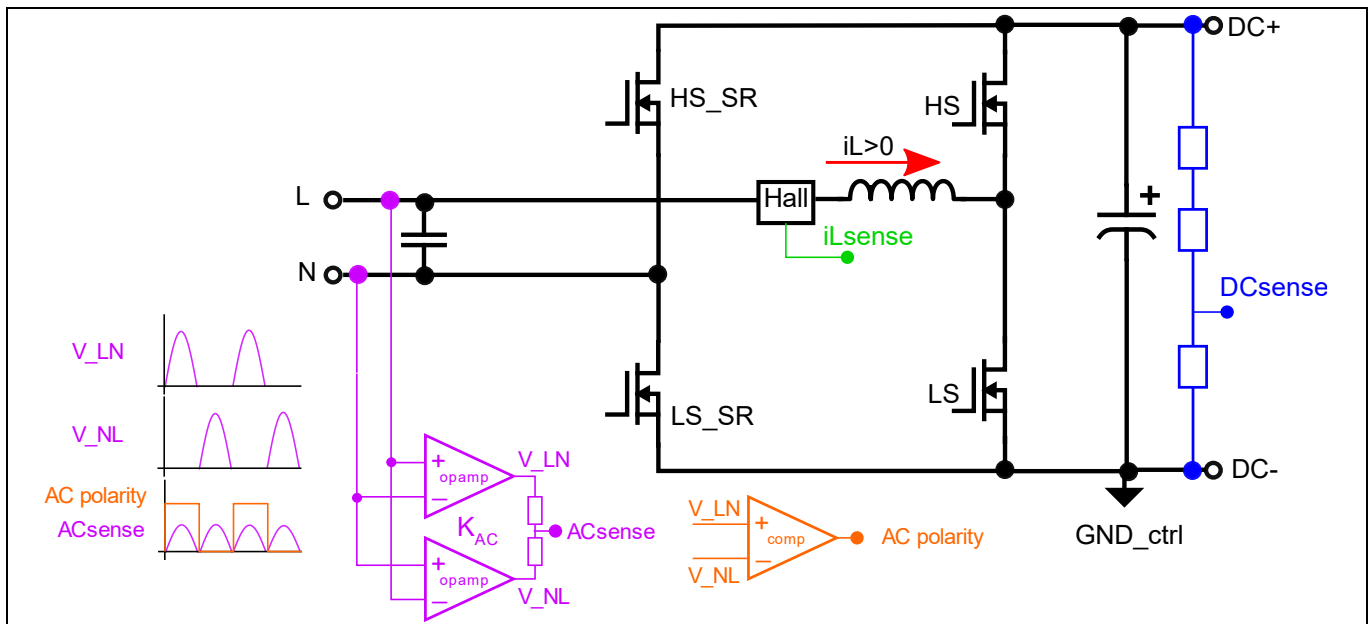 DC+
HS_SR
HS
iL>0
L
Hall
+
iLsense
N
DCsense
V_LN
LS_SR
LS
V_NL
+
opamp
−
V_LN
DC-
AC polarity
ACsense
K_AC
ACsense
V_LN
+
comp
−
V_NL
AC polarity
GND_ctrl
+
opamp
−
V_NL